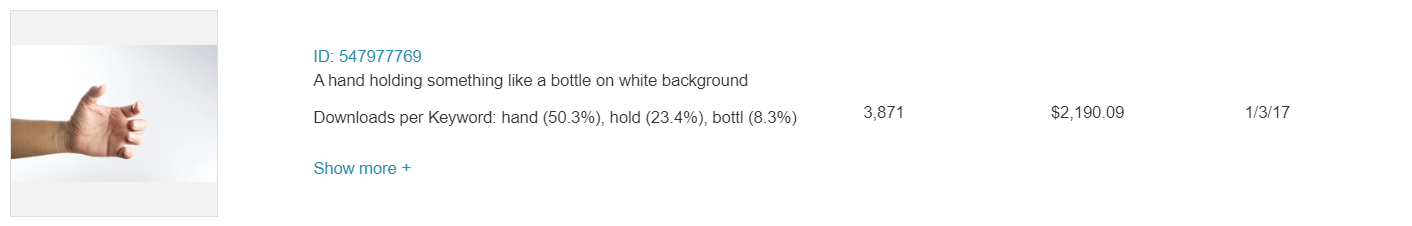 ID: 547977769
A hand holding something like a bottle on white background
Downloads per Keyword: hand (50.3%), hold (23.4%), bottl (8.3%)
3,871
$2,190.09
1/3/17
Show more +